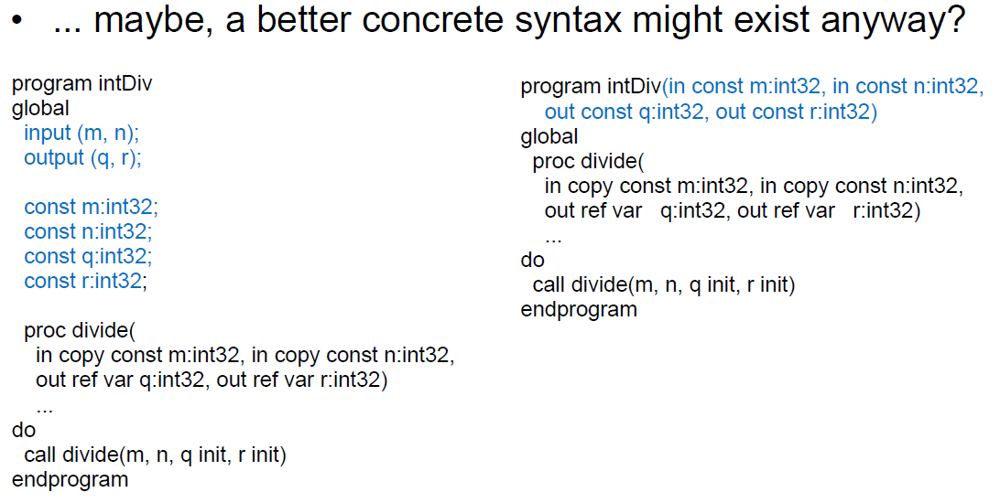 • ... maybe, a better concrete syntax might exist anyway?
program intDiv
global
input (m, n);
output (q, r);
const m:int32;
const n:int32;
const q:int32;
const r:int32;
proc divide(
in copy const m:int32, in copy const n:int32,
out ref var q:int32, out ref var r:int32)
...
do
call divide(m, n, q init, r init)
endprogram
program intDiv(in const m:int32, in const n:int32,
out const q:int32, out const r:int32)
global
proc divide(
in copy const m:int32, in copy const n:int32,
out ref var q:int32, out ref var r:int32)
...
do
call divide(m, n, q init, r init)
endprogram